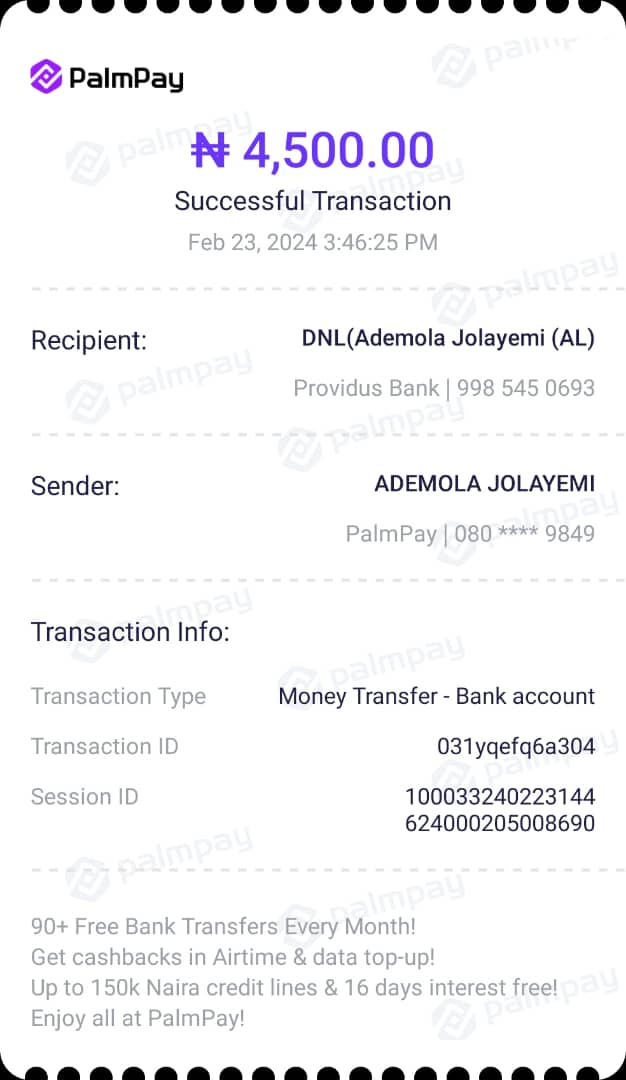 PalmPay
₦ 4,500.00
Successful Transaction
Feb 23, 2024 3:46:25 PM
Recipient: DNL(Ademola Jolayemi (AL)
Providus Bank | 998 545 0693
Sender: ADEMOLA JOLAYEMI
PalmPay | 080 **** 9849
Transaction Info:
Transaction Type Money Transfer - Bank account
Transaction ID 031yqefq6a304
Session ID 100033240223144
624000205008690
90+ Free Bank Transfers Every Month!
Get cashbacks in Airtime & data top-up!
Up to 150k Naira credit lines & 16 days interest free!
Enjoy all at PalmPay!